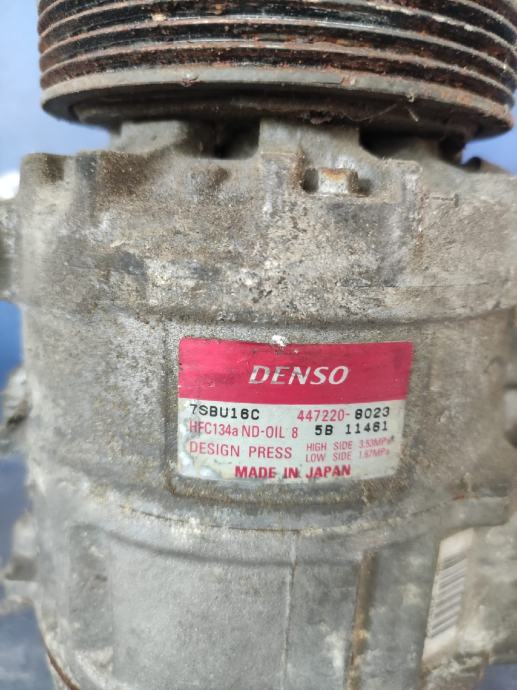 DENSO
7SBU16C 447220-8023
HFC134a ND-OIL 8 5B 11461
DESIGN PRESS HIGH SIDE 3.53MPa
LOW SIDE 1.67MPa
MADE IN JAPAN